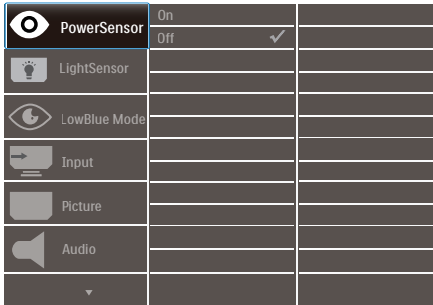 PowerSensor
On
Off
LightSensor
LowBlue Mode
Input
Picture
Audio